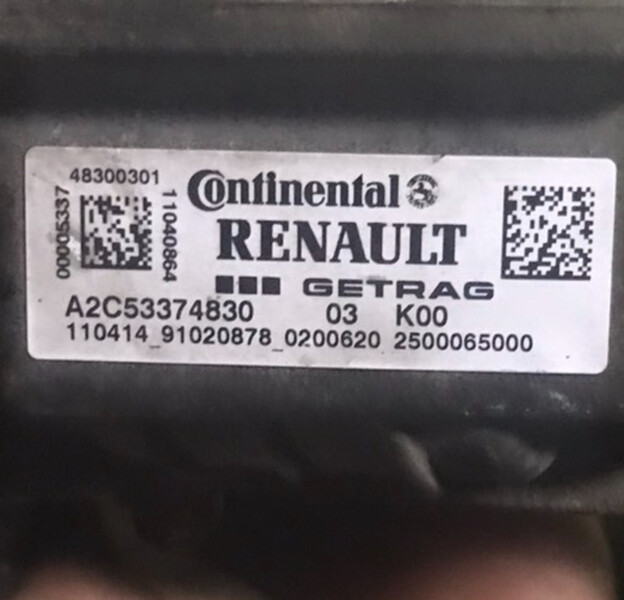 48300301
00005337
11040864
Continental
RENAULT
GETRAG
A2C53374830 03 K00
110414_91020878_0200620 2500065000